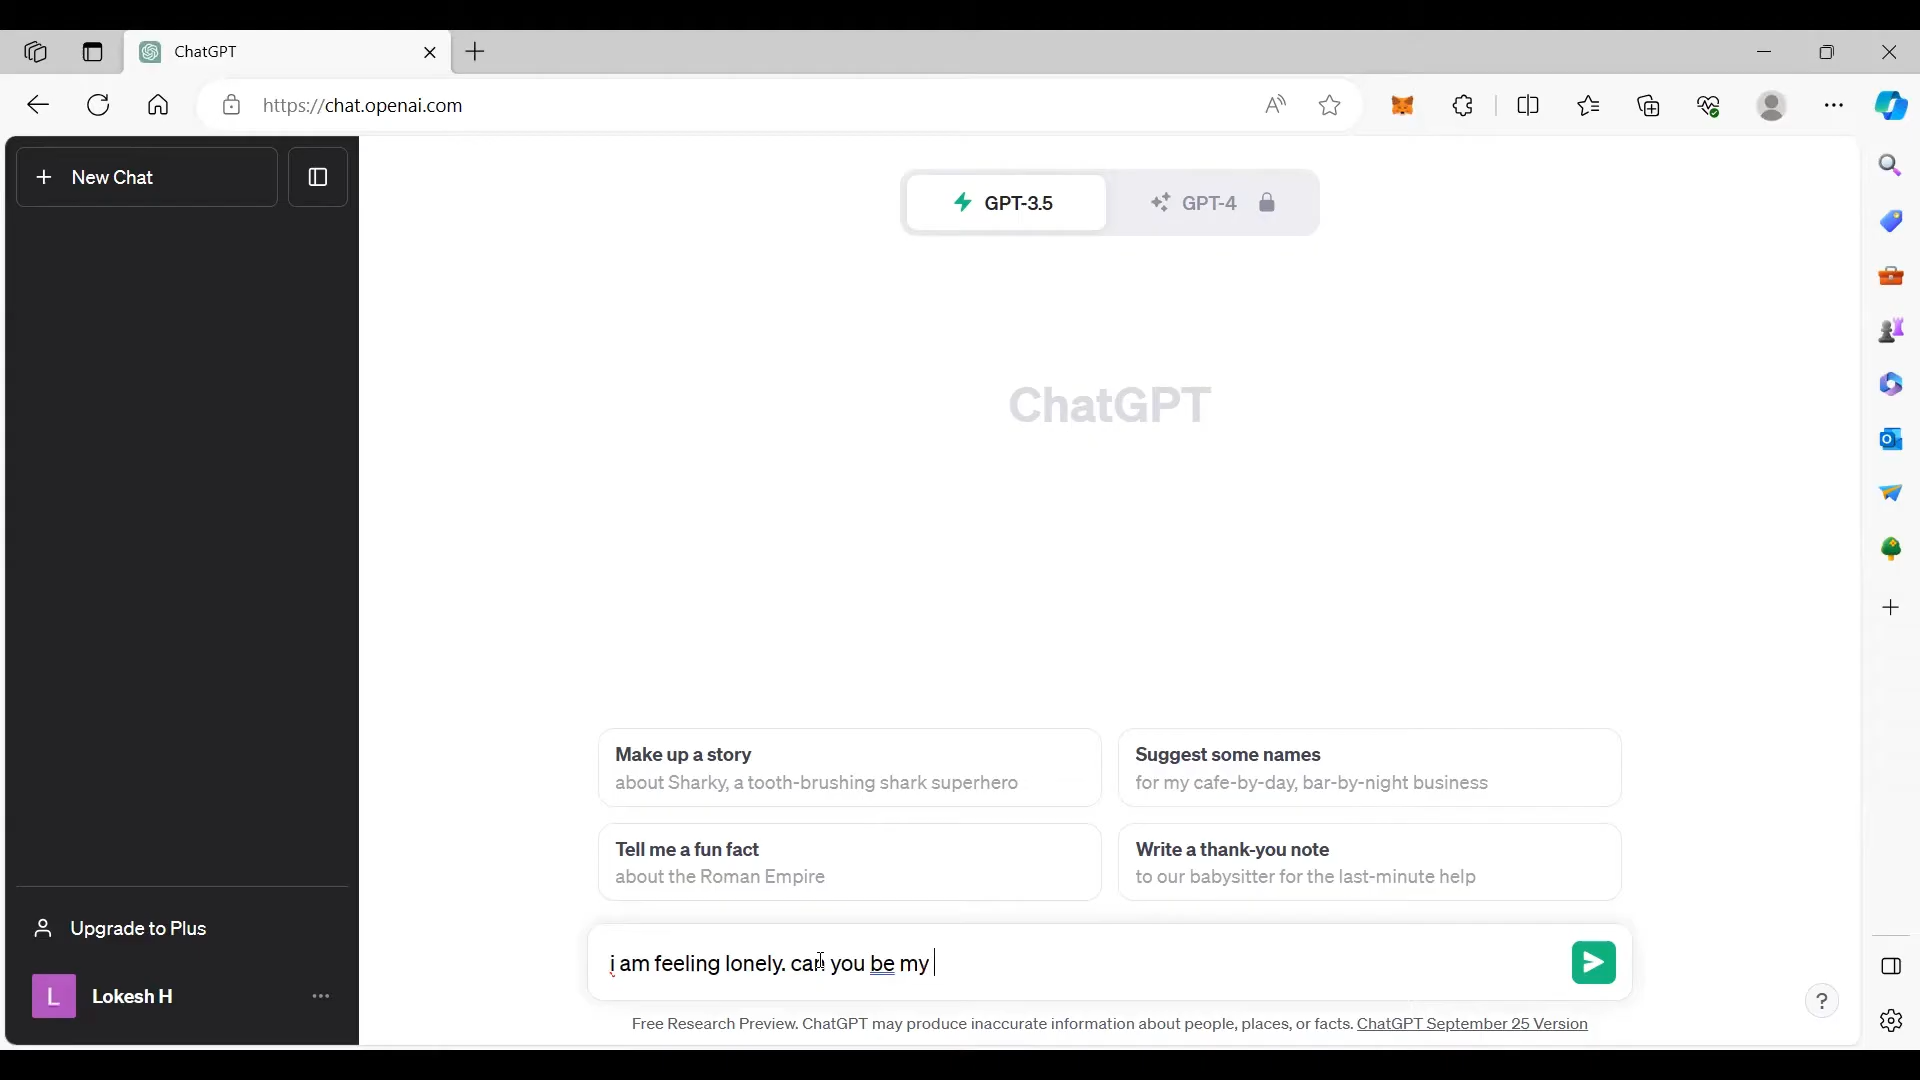 ChatGPT
https://chat.openai.com
New Chat
GPT-3.5
GPT-4
ChatGPT
Make up a story
about Sharky, a tooth-brushing shark superhero
Suggest some names
for my cafe-by-day, bar-by-night business
Tell me a fun fact
about the Roman Empire
Write a thank-you note
to our babysitter for the last-minute help
Upgrade to Plus
i am feeling lonely. can you be my
L
Lokesh H
Free Research Preview. ChatGPT may produce inaccurate information about people, places, or facts. ChatGPT September 25 Version
?